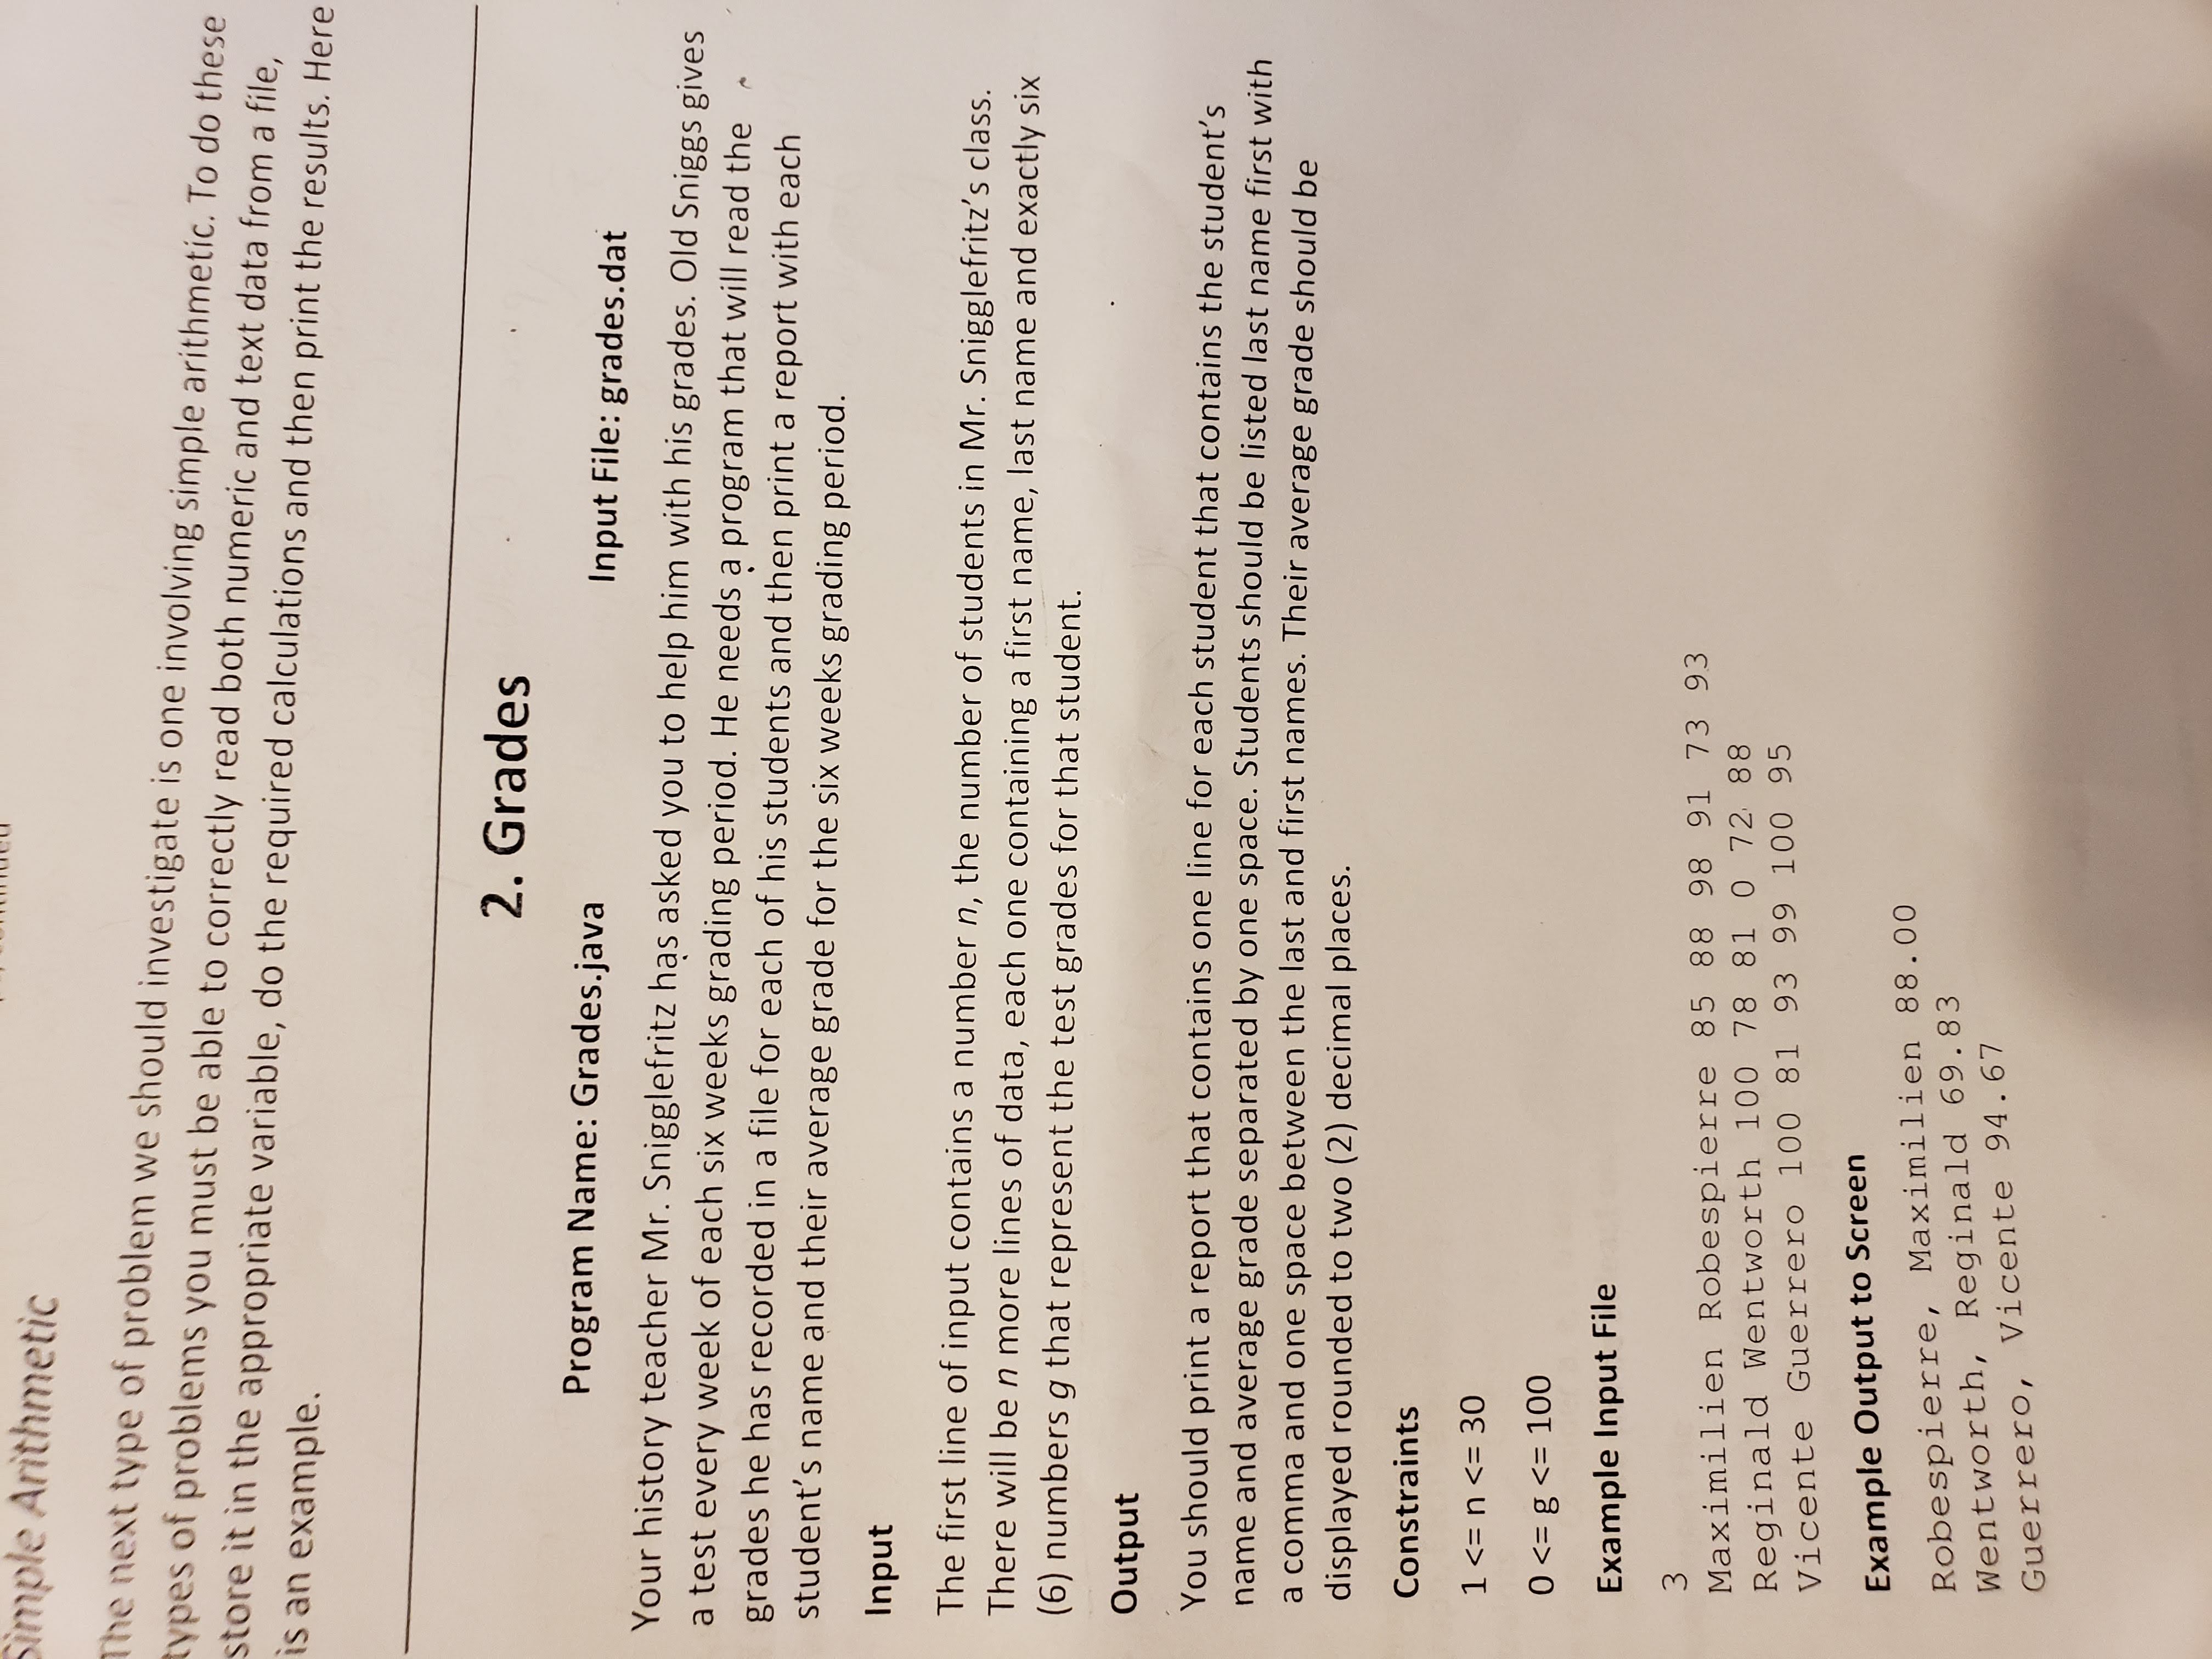 Simple Arithmetic
The next type of problem we should investigate is one involving simple arithmetic. To do these
types of problems you must be able to correctly read both numeric and text data from a file,
store it in the appropriate variable, do the required calculations and then print the results. Here
is an example.
2. Grades
Program Name: Grades.java Input File: grades.dat
Your history teacher Mr. Snigglefritz has asked you to help him with his grades. Old Sniggs gives
a test every week of each six weeks grading period. He needs a program that will read the
grades he has recorded in a file for each of his students and then print a report with each
student's name and their average grade for the six weeks grading period.
Input
The first line of input contains a number n, the number of students in Mr. Snigglefritz's class.
There will be n more lines of data, each one containing a first name, last name and exactly six
(6) numbers g that represent the test grades for that student.
Output
You should print a report that contains one line for each student that contains the student's
name and average grade separated by one space. Students should be listed last name first with
a comma and one space between the last and first names. Their average grade should be
displayed rounded to two (2) decimal places.
Constraints
1 <= n <= 30
0 <= g <= 100
Example Input File
3
Maximilien Robespierre 85 88 98 91 73 93
Reginald Wentworth 100 78 81 0 72 88
Vicente Guerrero 100 81 93 99 100 95
Example Output to Screen
Robespierre, Maximilien 88.00
Wentworth, Reginald 69.83
Guerrero, Vicente 94.67